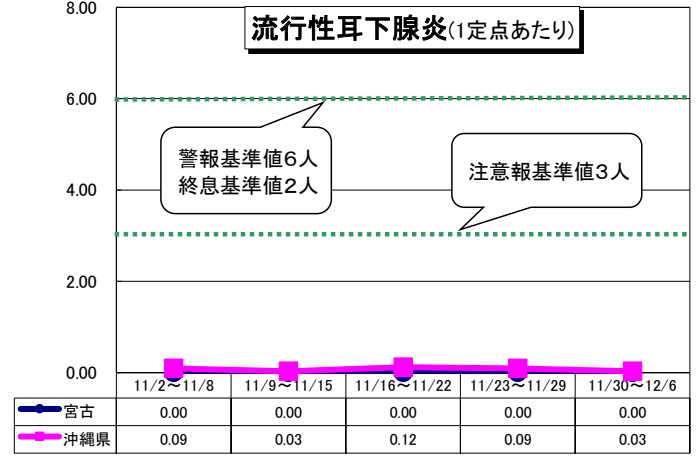 流行性耳下腺炎(1定点あたり)
8.00
6.00
警報基準値6人
終息基準値2人
注意報基準値3人
4.00
2.00
0.00
11/2～11/8 11/9～11/15 11/16～11/22 11/23～11/29 11/30～12/6
宮古 0.00 0.00 0.00 0.00 0.00
沖縄県 0.09 0.03 0.12 0.09 0.03